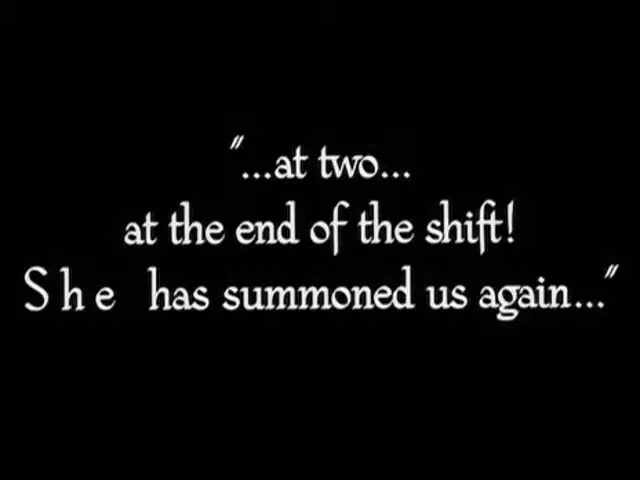 "...at two...
at the end of the shift!
She has summoned us again..."